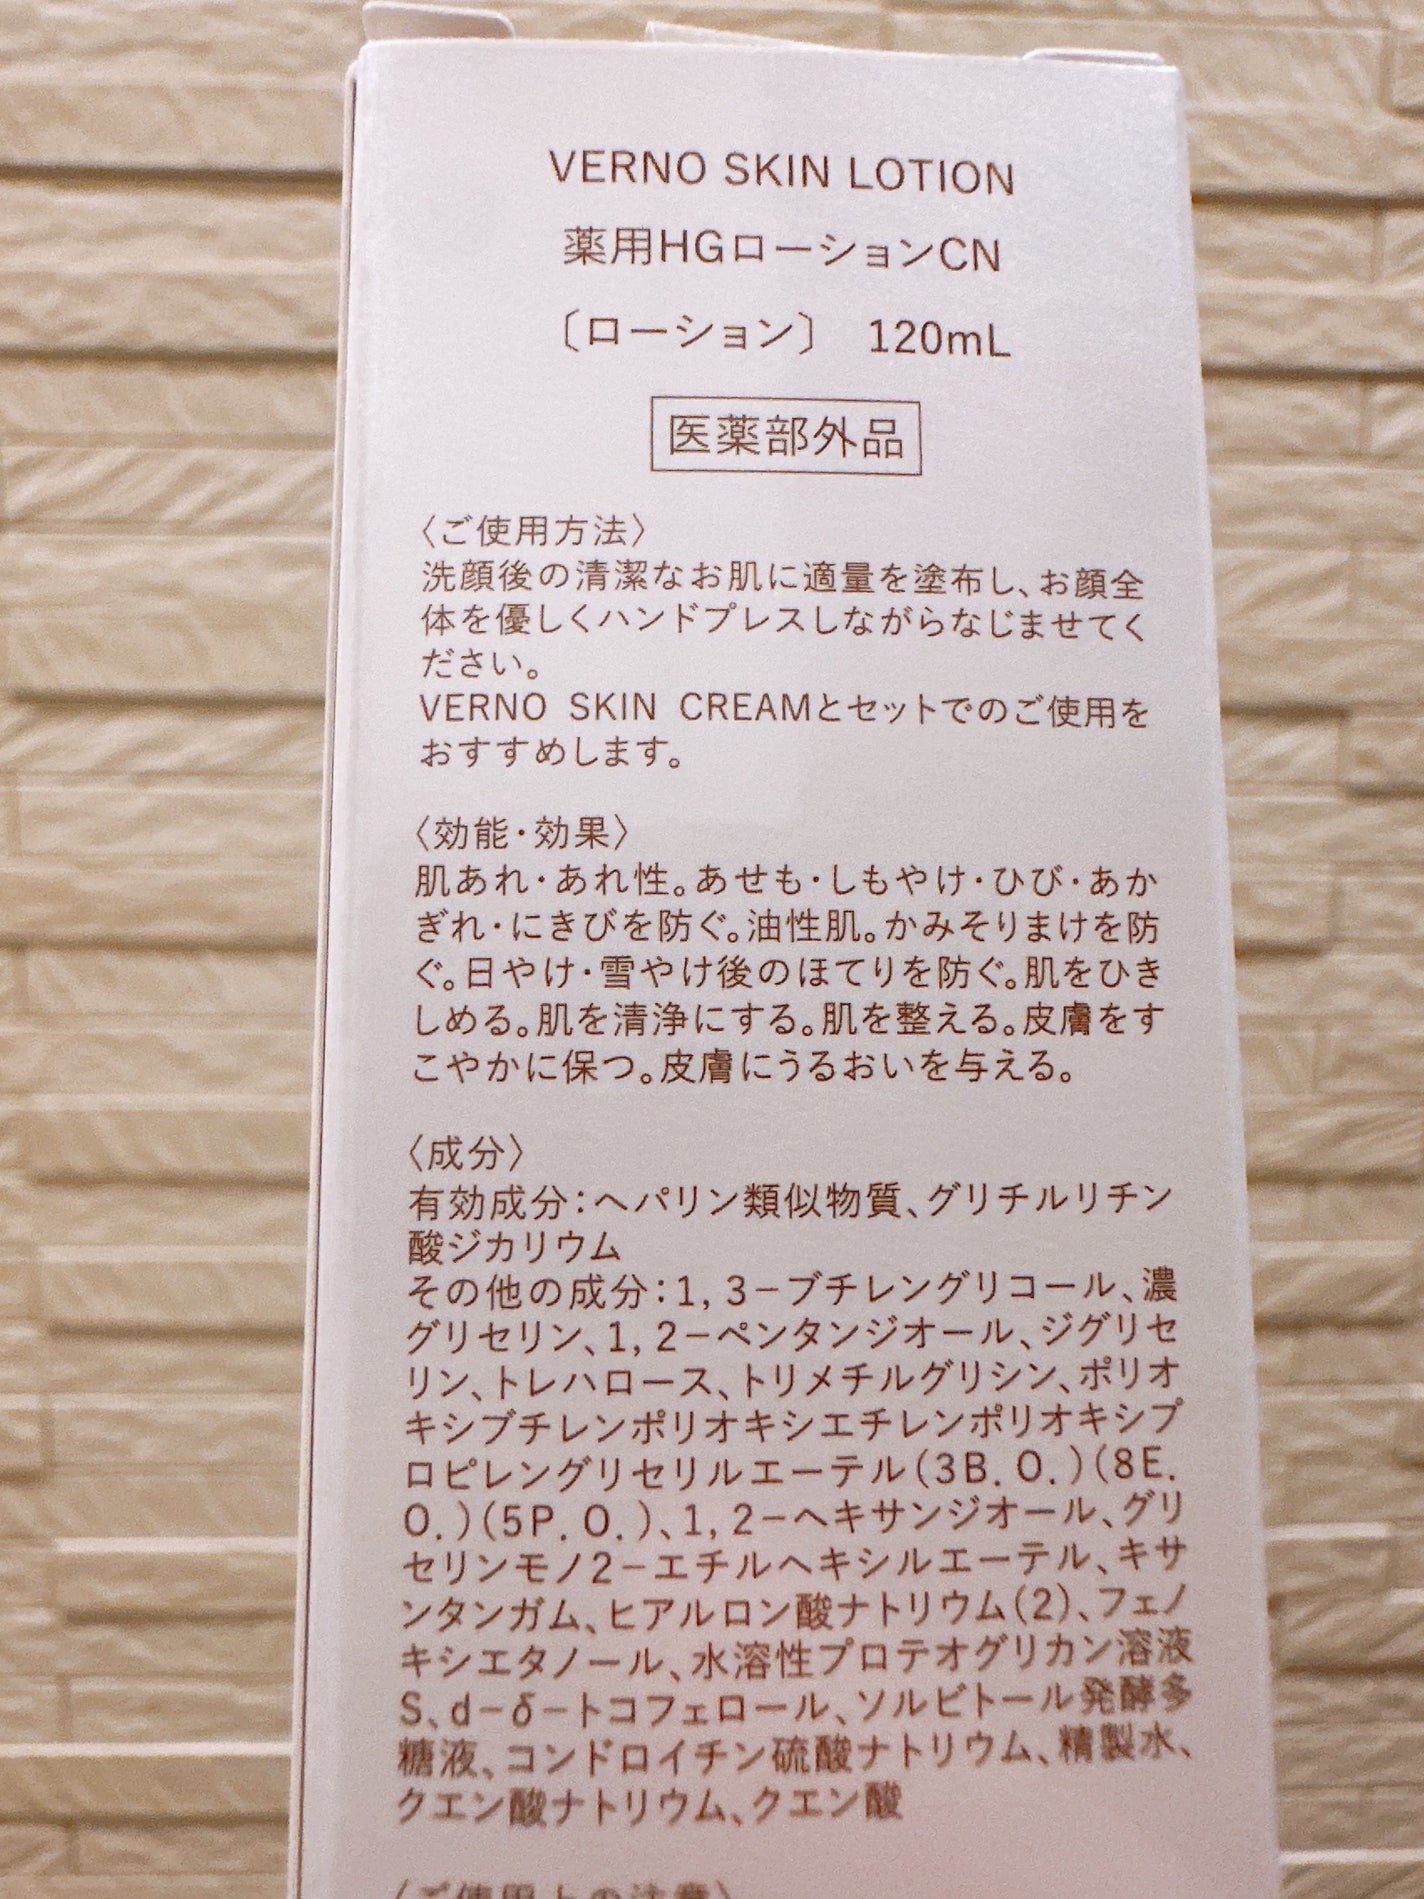 VERNO SKIN LOTION
薬用HGローションCN
〔ローション〕 120mL
医薬部外品
〈ご使用方法〉
洗顔後の清潔なお肌に適量を塗布し、お顔全
体を優しくハンドプレスしながらなじませてく
ださい。
VERNO SKIN CREAMとセットでのご使用を
おすすめします。
〈効能・効果〉
肌あれ・あれ性。あせも・しもやけ・ひび・あか
ぎれ・にきびを防ぐ。油性肌。かみそりまけを防
ぐ。日やけ・雪やけ後のほてりを防ぐ。肌をひき
しめる。肌を清浄にする。肌を整える。皮膚をす
こやかに保つ。皮膚にうるおいを与える。
〈成分〉
有効成分：ヘパリン類似物質、グリチルリチン
酸ジカリウム
その他の成分：1，3－ブチレングリコール、濃
グリセリン、1，2－ペンタンジオール、ジグリセ
リン、トレハロース、トリメチルグリシン、ポリオ
キシブチレンポリオキシエチレンポリオキシプ
ロピレングリセリルエーテル（3B．O．）（8E．
O．）（5P．O．）、1，2－ヘキサンジオール、グリ
セリンモノ2－エチルヘキシルエーテル、キサ
ンタンガム、ヒアルロン酸ナトリウム（2）、フェノ
キシエタノール、水溶性プロテオグリカン溶液
S、d－δ－トコフェロール、ソルビトール発酵多
糖液、コンドロイチン硫酸ナトリウム、精製水、
クエン酸ナトリウム、クエン酸
〈ご使用上の注意〉